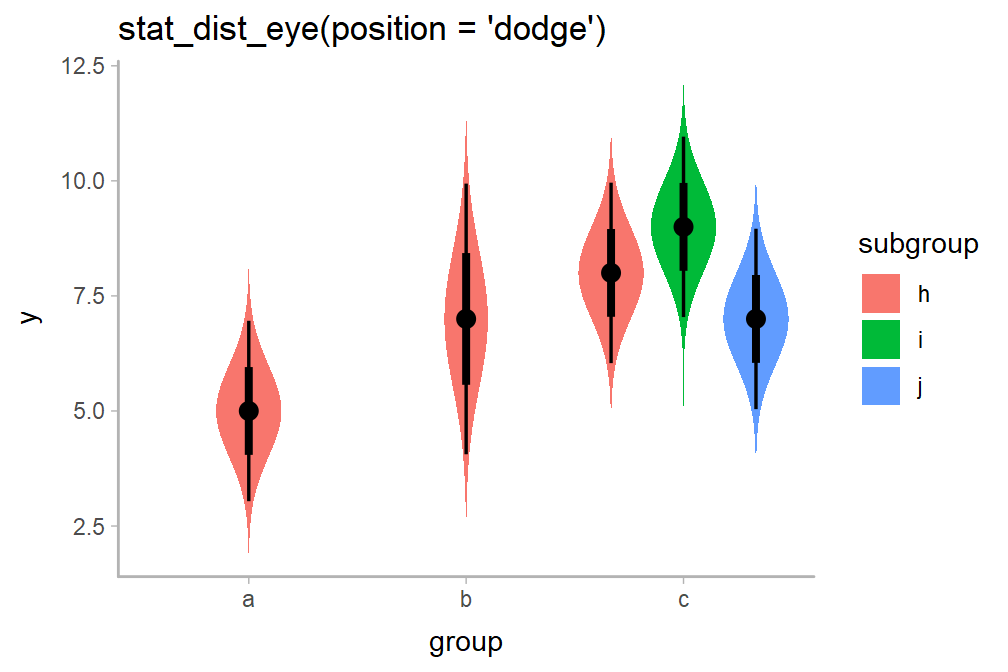 stat_dist_eye(position = 'dodge')
12.5
10.0
7.5
5.0
2.5
y
a b c
group
subgroup
h
i
j